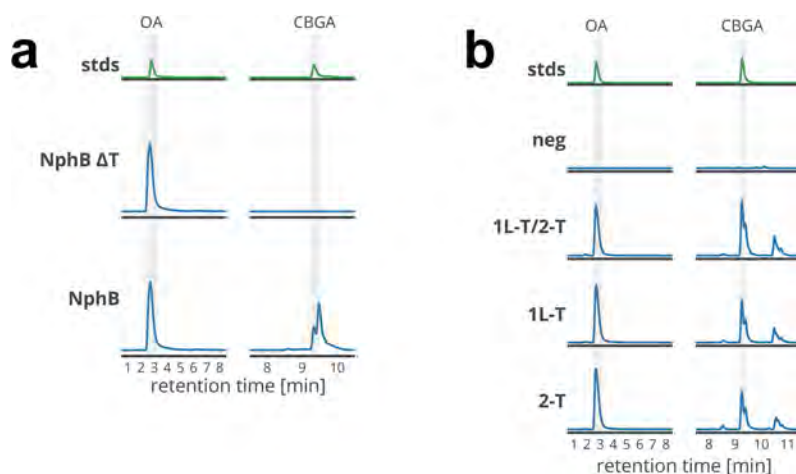 a
OA CBGA
stds
NphB ΔT
NphB
1 2 3 4 5 6 7 8 8 9 10
retention time [min]
b
OA CBGA
stds
neg
1L-T/2-T
1L-T
2-T
1 2 3 4 5 6 7 8 8 9 10 11
retention time [min]